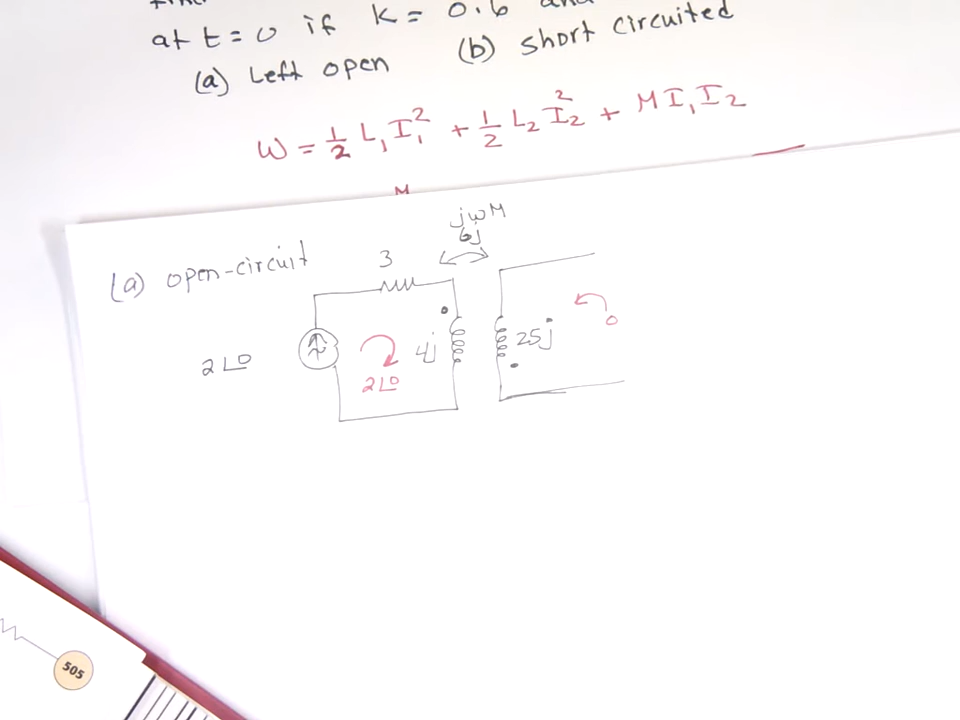 at t = 0 if K = 0.6
(a) Left open (b) short circuited
W = 1/2 L₁I₁² + 1/2 L₂I₂² + MI₁I₂
M
jωM
6j
(a) open-circuit
3
2∠0
4j
25j
0
2∠0
505